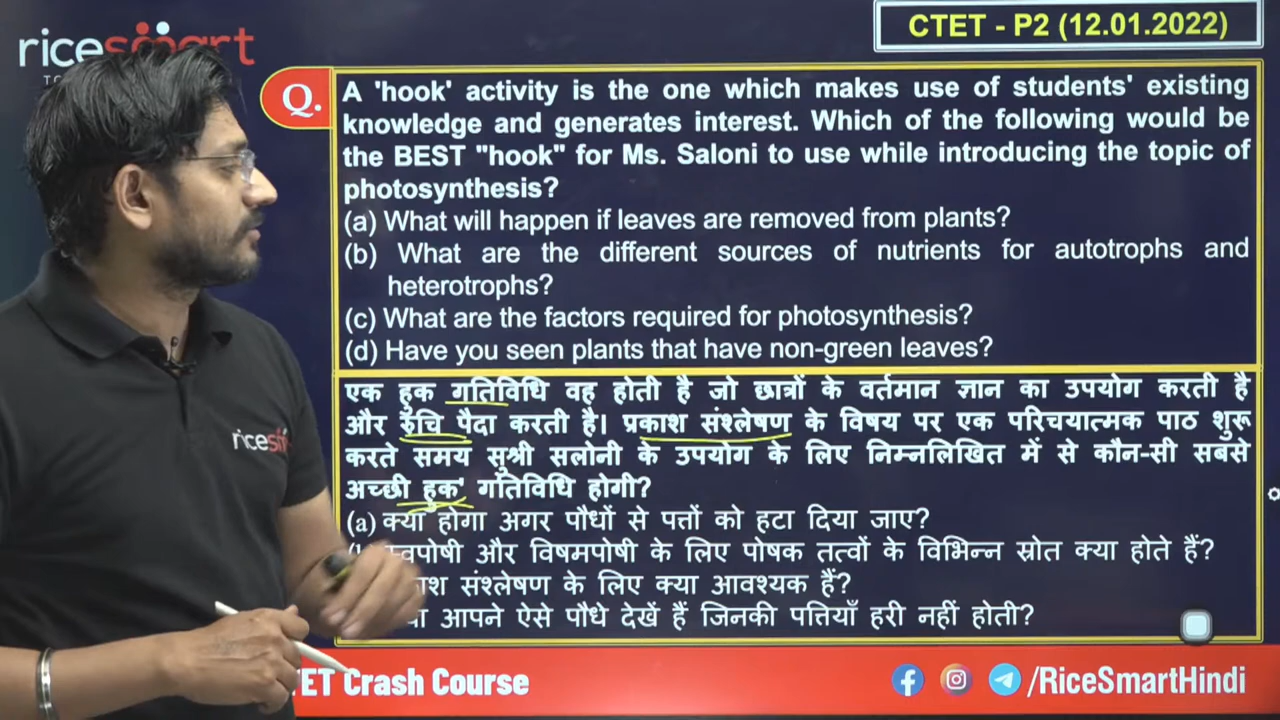 ricesmart
CTET - P2 (12.01.2022)
Q.
A 'hook' activity is the one which makes use of students' existing
knowledge and generates interest. Which of the following would be
the BEST "hook" for Ms. Saloni to use while introducing the topic of
photosynthesis?
(a) What will happen if leaves are removed from plants?
(b) What are the different sources of nutrients for autotrophs and
heterotrophs?
(c) What are the factors required for photosynthesis?
(d) Have you seen plants that have non-green leaves?
एक हुक गतिविधि वह होती है जो छात्रों के वर्तमान ज्ञान का उपयोग करती है
और रुचि पैदा करती है। प्रकाश संश्लेषण के विषय पर एक परिचयात्मक पाठ शुरू
करते समय सुश्री सलोनी के उपयोग के लिए निम्नलिखित में से कौन-सी सबसे
अच्छी हुक' गतिविधि होगी?
(a) क्या होगा अगर पौधों से पत्तों को हटा दिया जाए?
और विषमपोषी के लिए पोषक तत्वों के विभिन्न स्रोत क्या होते हैं?
संश्लेषण के लिए क्या आवश्यक हैं?
आपने ऐसे पौधे देखें हैं जिनकी पत्तियाँ हरी नहीं होती?
Crash Course
/RiceSmartHindi